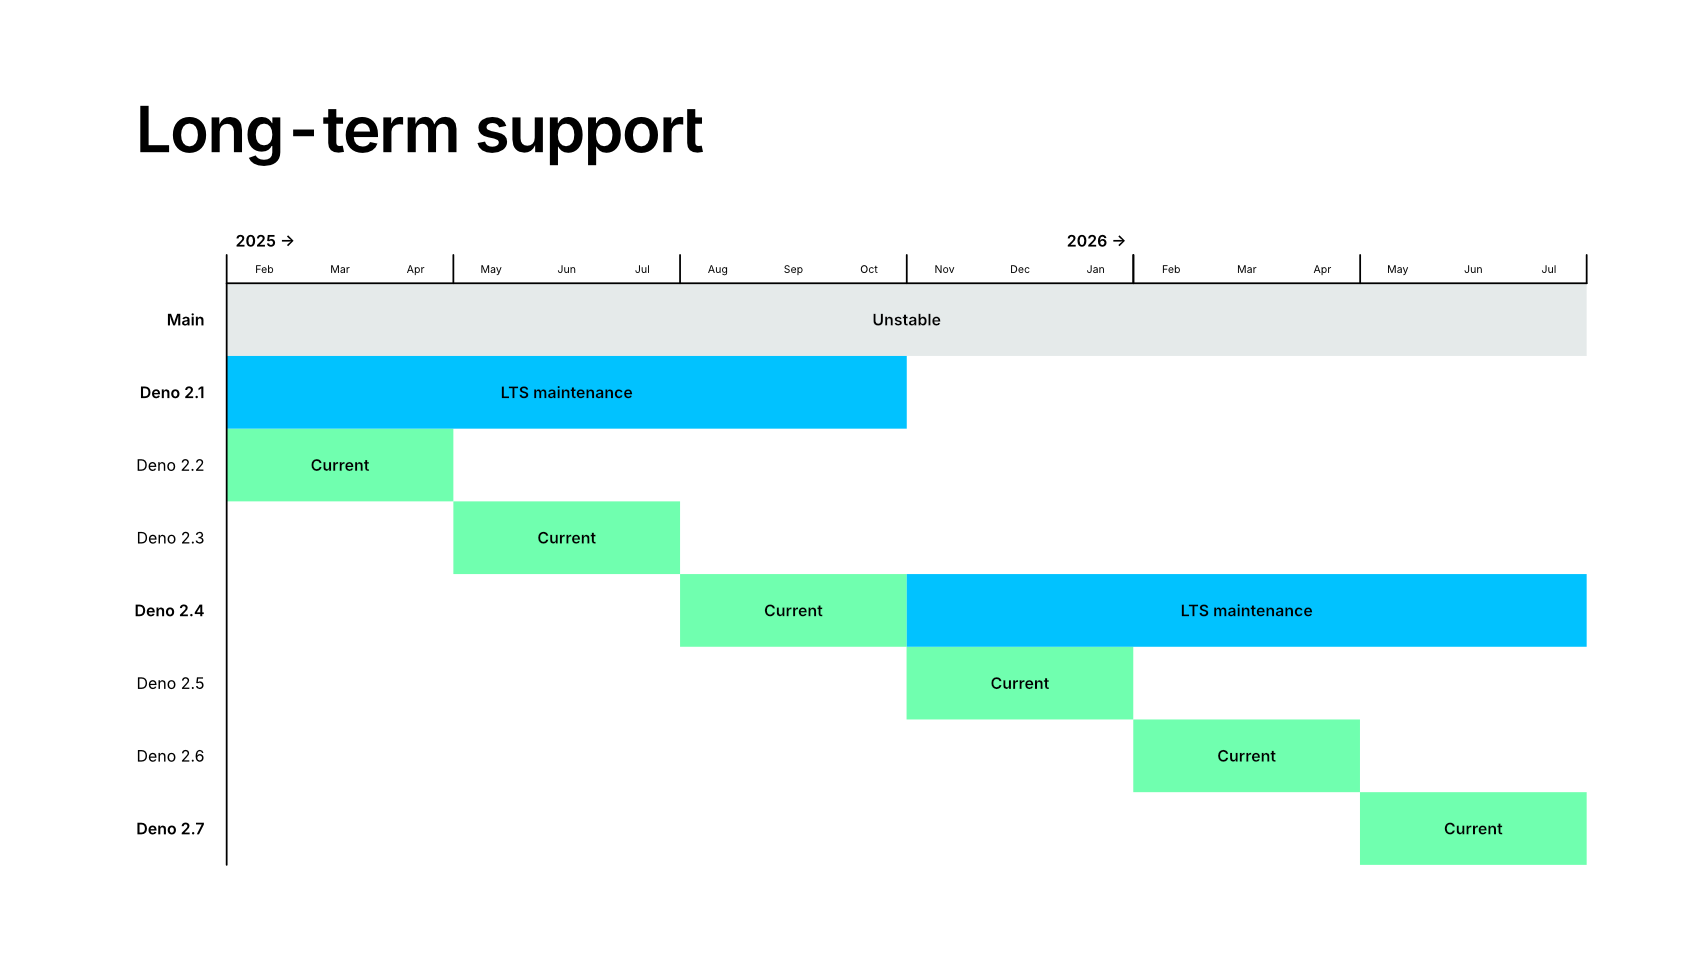 Long-term support
2025 → 2026 →
Feb Mar Apr May Jun Jul Aug Sep Oct Nov Dec Jan Feb Mar Apr May Jun Jul
Main Unstable
Deno 2.1 LTS maintenance
Deno 2.2 Current
Deno 2.3 Current
Deno 2.4 Current LTS maintenance
Deno 2.5 Current
Deno 2.6 Current
Deno 2.7 Current